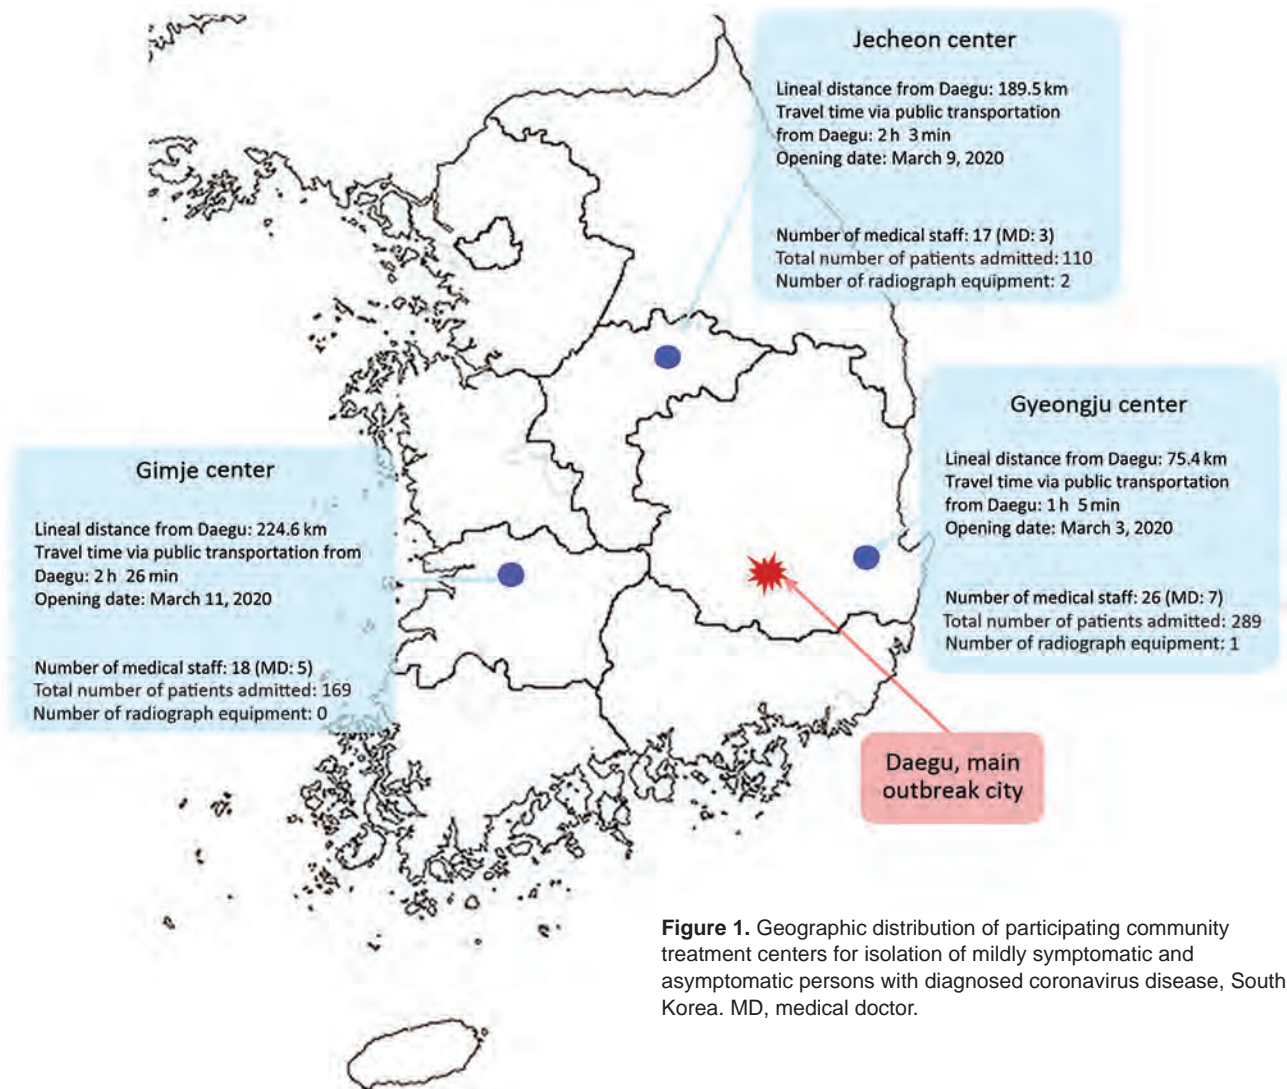 Jecheon center
Lineal distance from Daegu: 189.5 km
Travel time via public transportation
from Daegu: 2 h 3 min
Opening date: March 9, 2020
Number of medical staff: 17 (MD: 3)
Total number of patients admitted: 110
Number of radiograph equipment: 2
Gyeongju center
Lineal distance from Daegu: 75.4 km
Travel time via public transportation
from Daegu: 1 h 5 min
Opening date: March 3, 2020
Number of medical staff: 26 (MD: 7)
Total number of patients admitted: 289
Number of radiograph equipment: 1
Gimje center
Lineal distance from Daegu: 224.6 km
Travel time via public transportation from
Daegu: 2 h 26 min
Opening date: March 11, 2020
Number of medical staff: 18 (MD: 5)
Total number of patients admitted: 169
Number of radiograph equipment: 0
Daegu, main
outbreak city
Figure 1. Geographic distribution of participating community
treatment centers for isolation of mildly symptomatic and
asymptomatic persons with diagnosed coronavirus disease, South
Korea. MD, medical doctor.